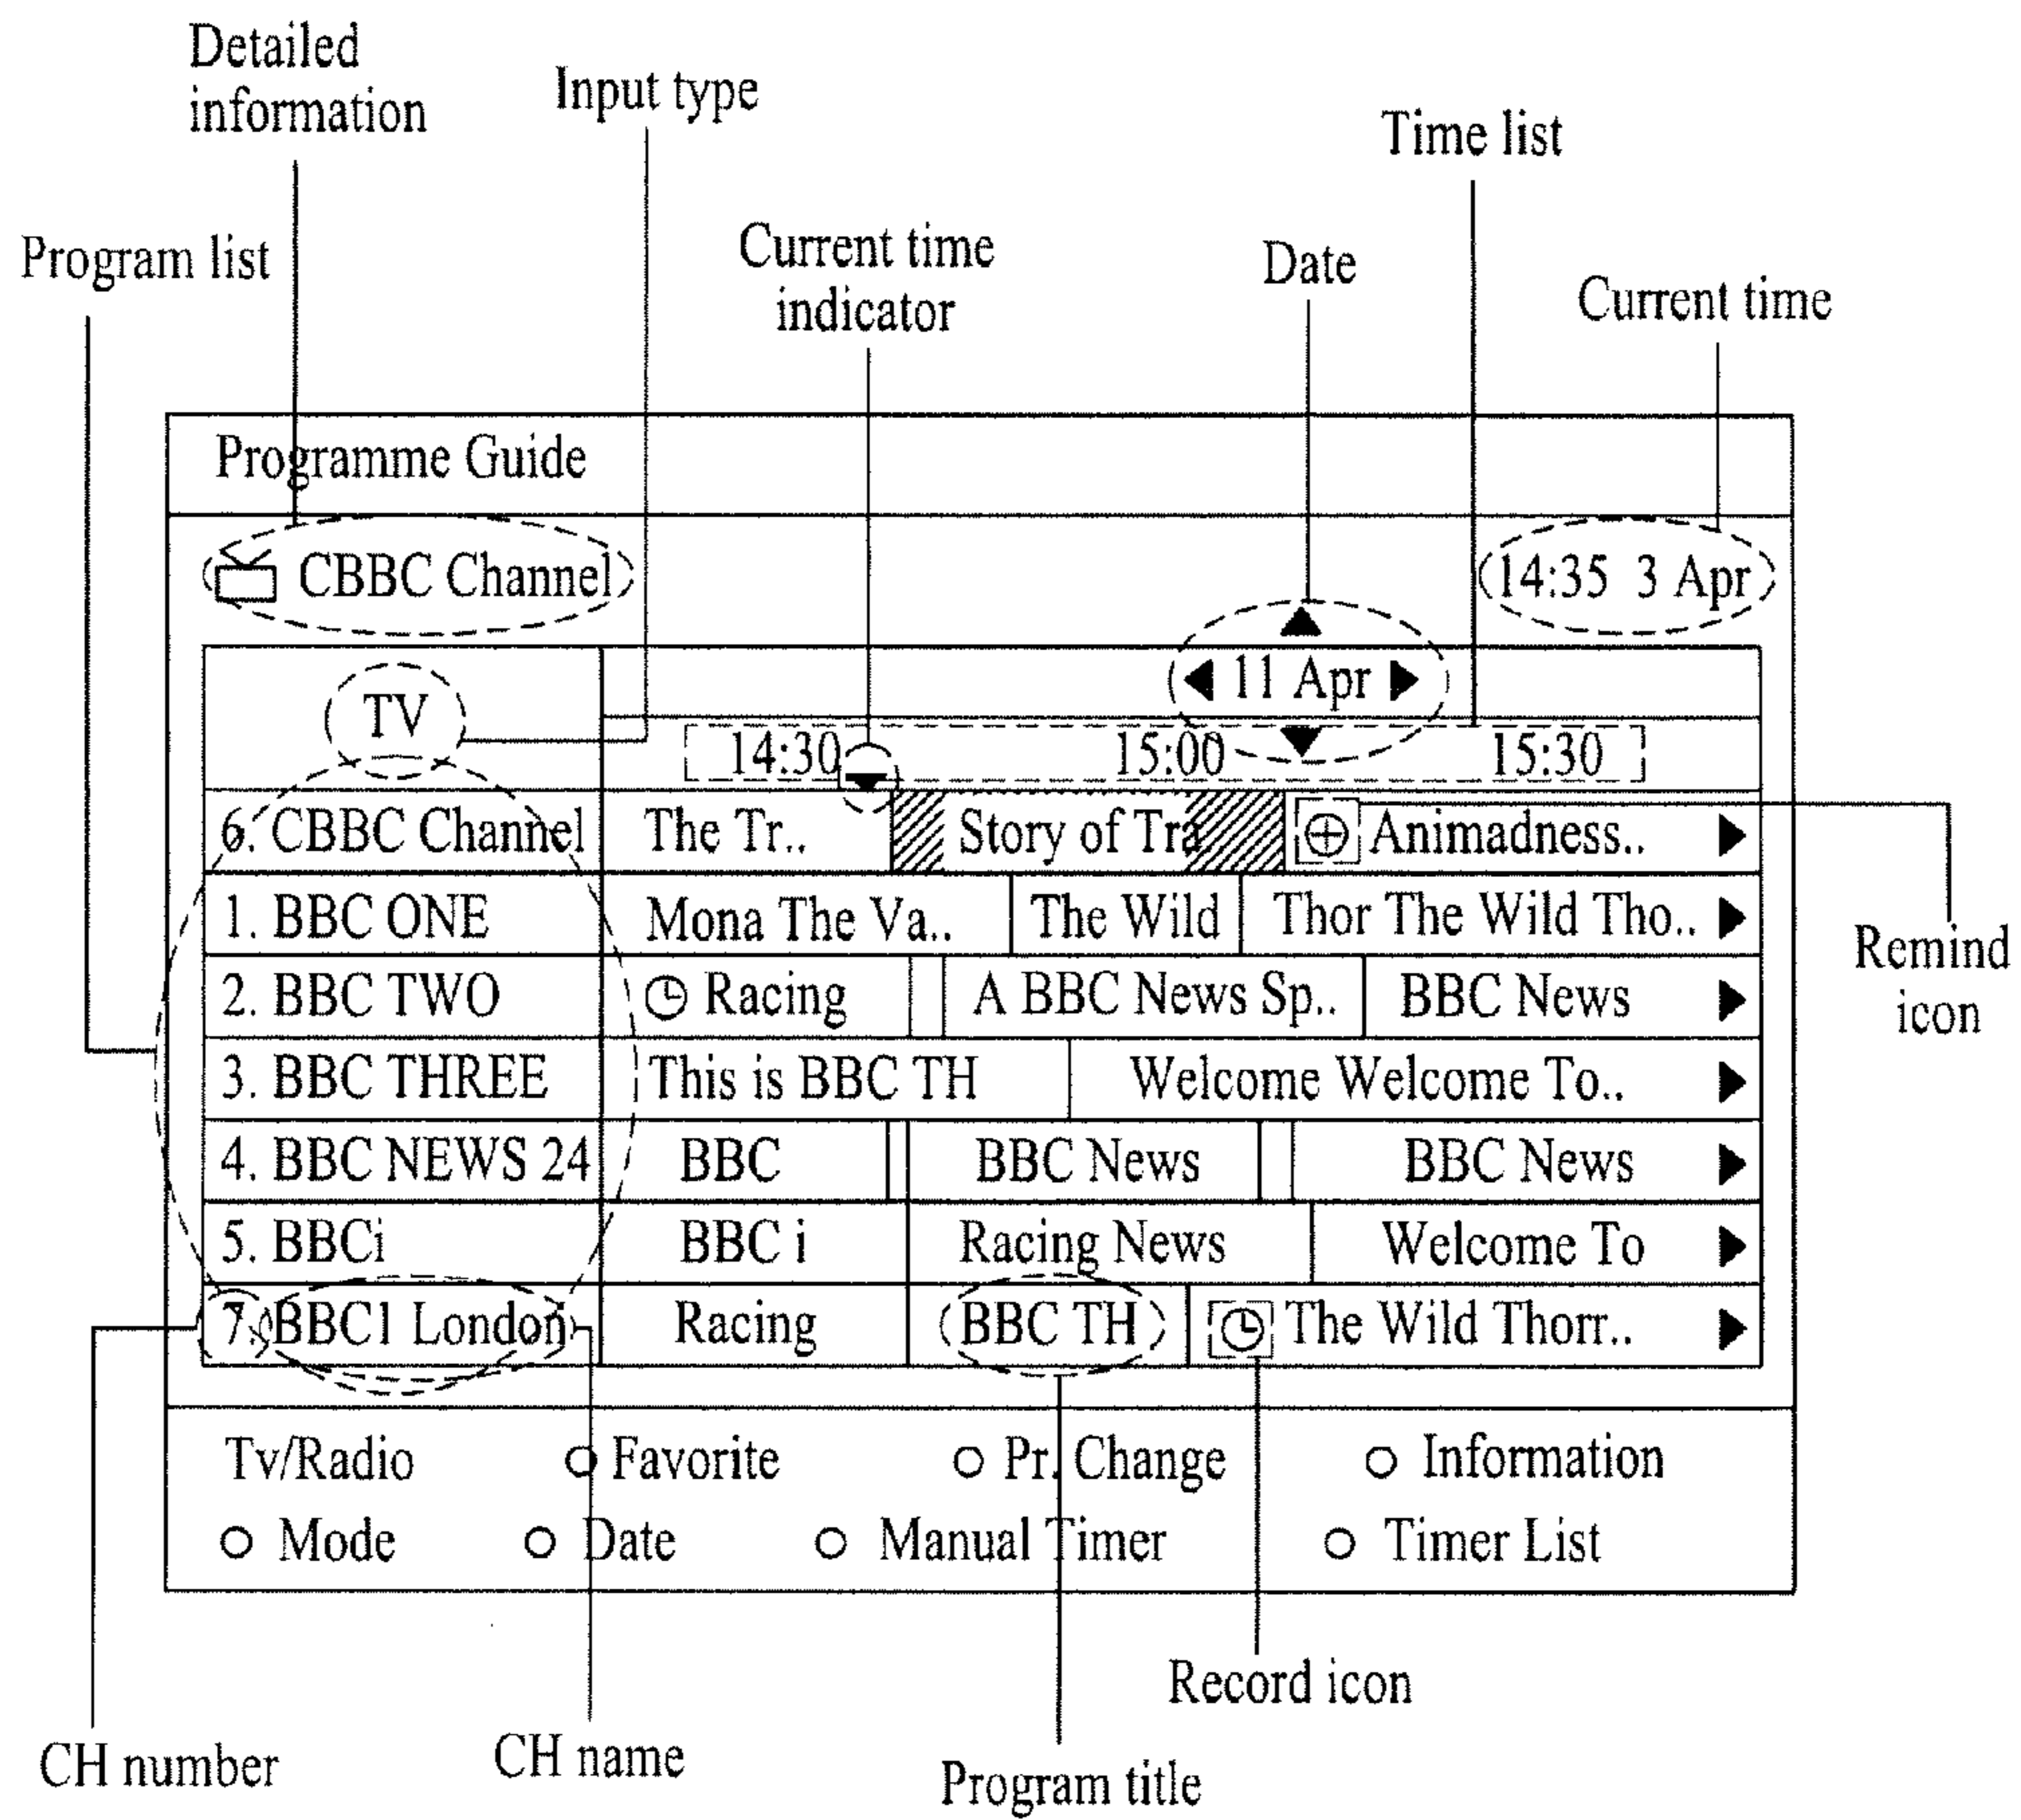 Detailed
information
Input type
Time list
Program list
Current time
indicator
Date
Current time
Programme Guide
CBBC Channel
14:35 3 Apr
TV
11 Apr
14:30 15:00 15:30
6. CBBC Channel The Tr.. Story of Tra Animadness..
1. BBC ONE Mona The Va.. The Wild Thor The Wild Tho..
2. BBC TWO Racing A BBC News Sp.. BBC News
3. BBC THREE This is BBC TH Welcome Welcome To..
4. BBC NEWS 24 BBC BBC News BBC News
5. BBCi BBC i Racing News Welcome To
7. BBC1 London Racing BBC TH The Wild Thorr..
Remind
icon
Tv/Radio Favorite Pr. Change Information
Mode Date Manual Timer Timer List
Record icon
CH number
CH name
Program title